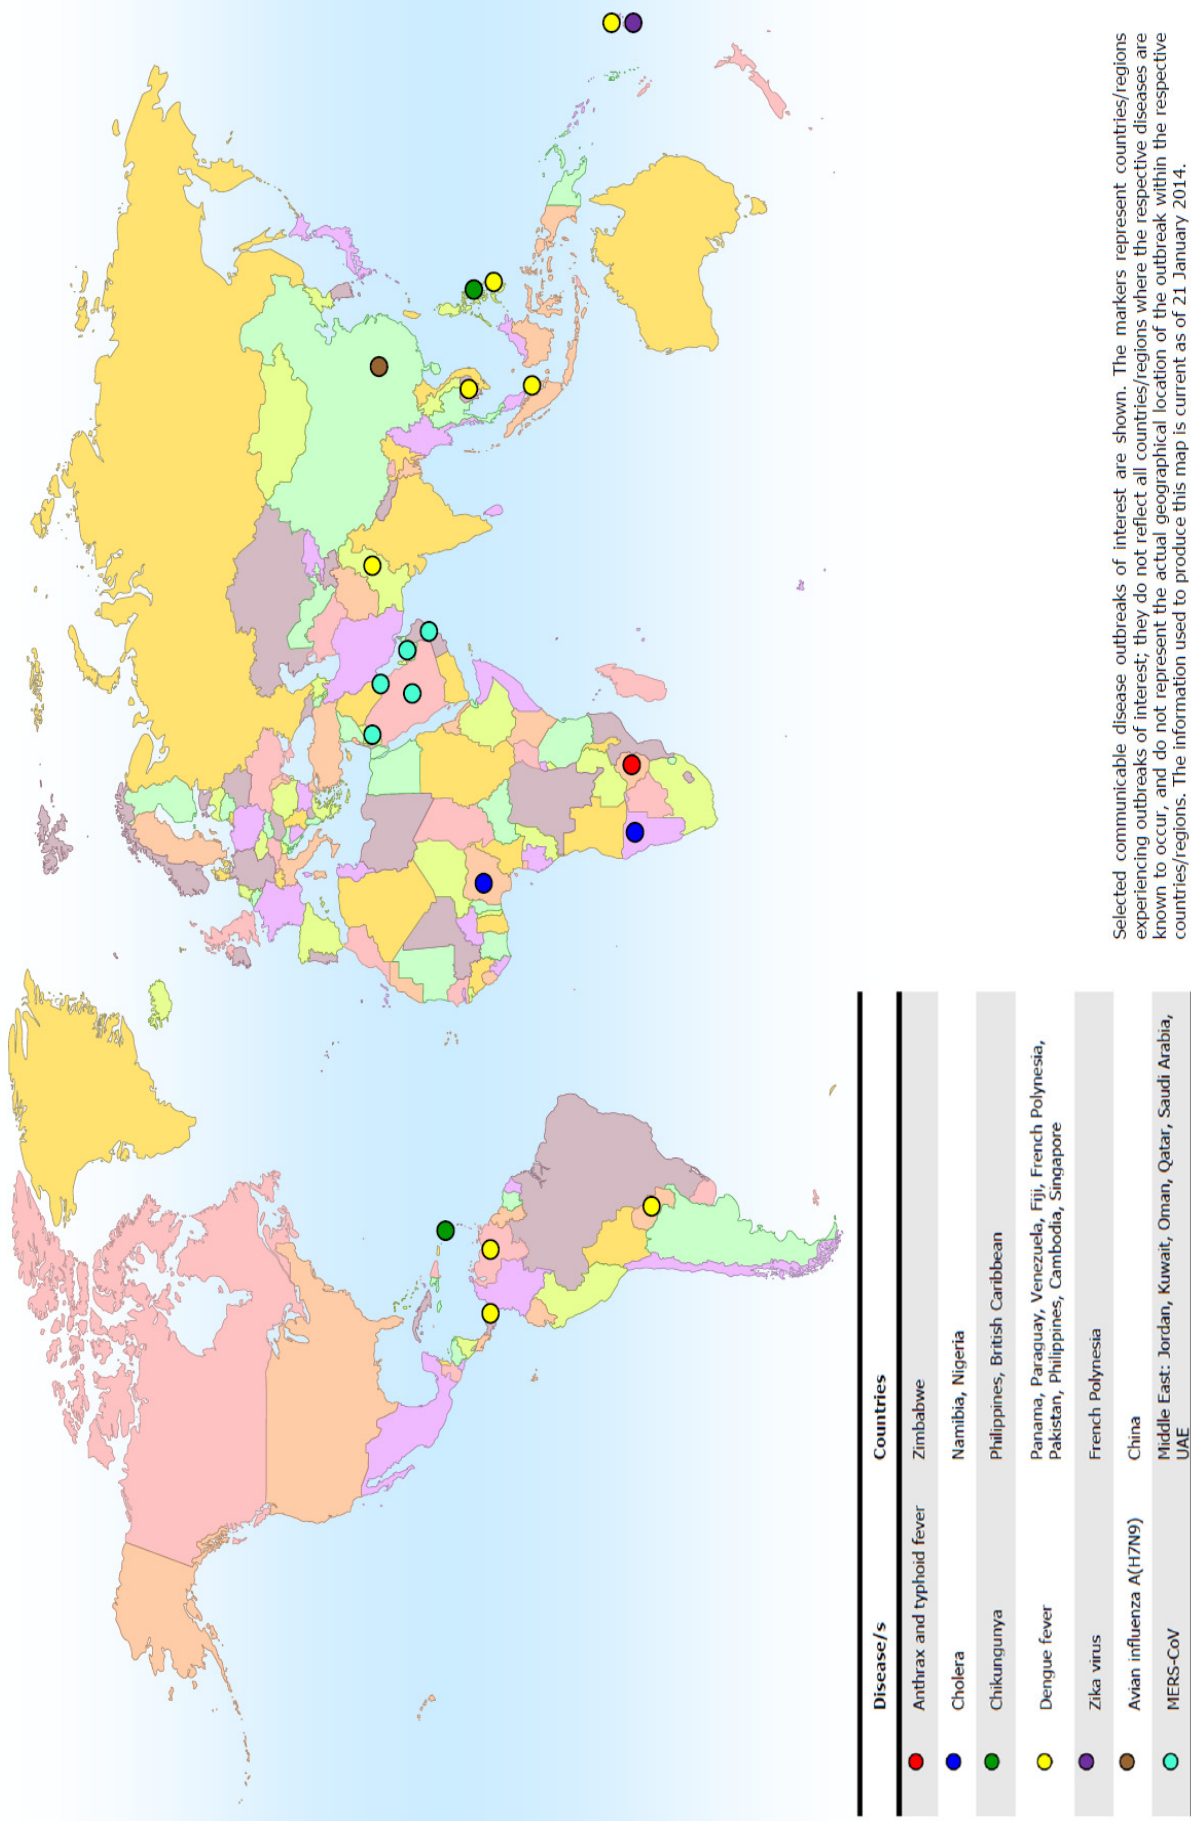 Disease/s Countries
Anthrax and typhoid fever Zimbabwe
Cholera Namibia, Nigeria
Chikungunya Philippines, British Caribbean
Dengue fever Panama, Paraguay, Venezuela, Fiji, French Polynesia,
Pakistan, Philippines, Cambodia, Singapore
Zika virus French Polynesia
Avian influenza A(H7N9) China
MERS-CoV Middle East: Jordan, Kuwait, Oman, Qatar, Saudi Arabia,
UAE
Selected communicable disease outbreaks of interest are shown. The markers represent countries/regions
experiencing outbreaks of interest; they do not reflect all countries/regions where the respective diseases are
known to occur, and do not represent the actual geographical location of the outbreak within the respective
countries/regions. The information used to produce this map is current as of 21 January 2014.